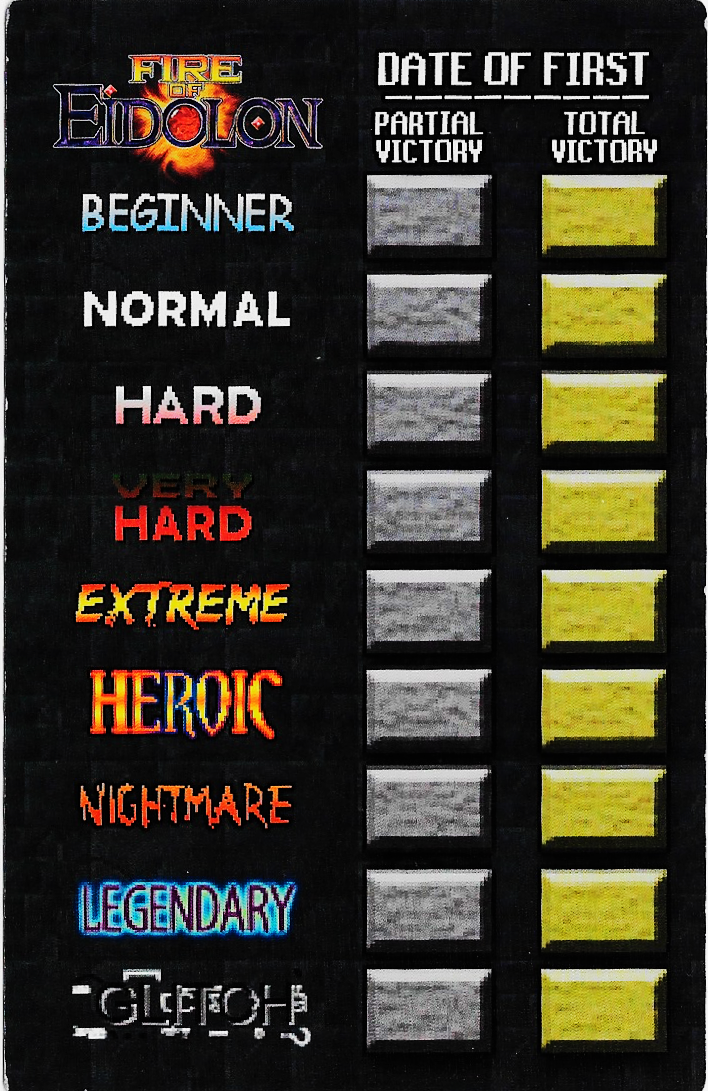 FIRE
OF
EIDOLON
DATE OF FIRST
PARTIAL
VICTORY
TOTAL
VICTORY
BEGINNER
NORMAL
HARD
VERY
HARD
EXTREME
HEROIC
NIGHTMARE
LEGENDARY